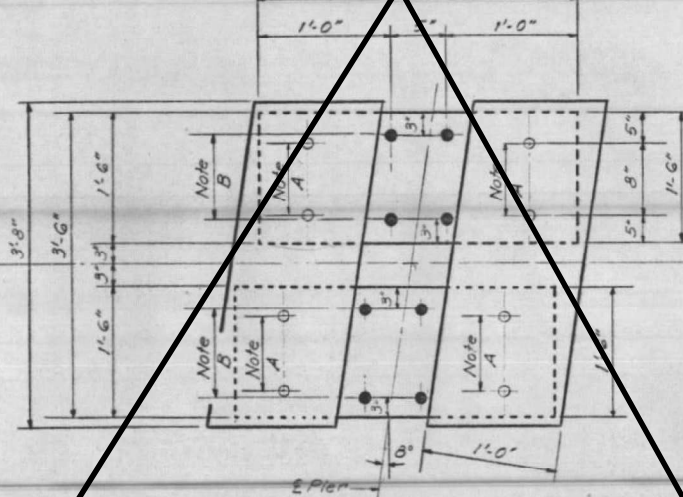 1'-0" 5" 1'-0"
3'-8"
3'-6"
1'-6"
3" 3"
1'-6"
Note B
Note A
3"
3"
Note A
5"
8"
5"
1'-6"
Note B
Note A
3"
3"
Note A
1'-6"
8"
1'-0"
℄ Pier